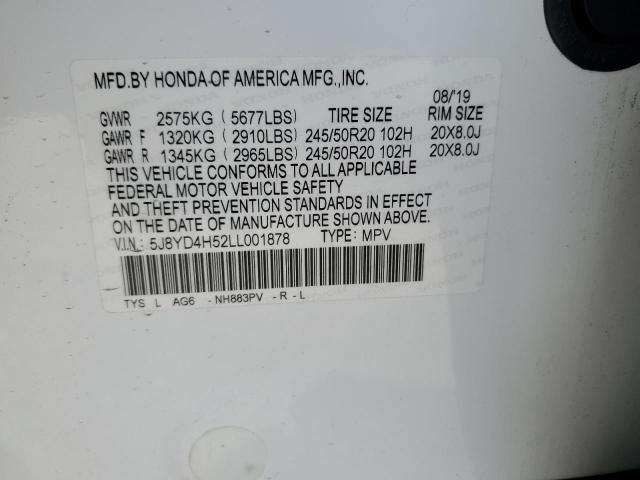 MFD.BY HONDA OF AMERICA MFG.,INC.
08/'19
GVWR 2575KG (5677LBS) TIRE SIZE RIM SIZE
GAWR F 1320KG (2910LBS) 245/50R20 102H 20X8.0J
GAWR R 1345KG (2965LBS) 245/50R20 102H 20X8.0J
THIS VEHICLE CONFORMS TO ALL APPLICABLE
FEDERAL MOTOR VEHICLE SAFETY
AND THEFT PREVENTION STANDARDS IN EFFECT
ON THE DATE OF MANUFACTURE SHOWN ABOVE.
V.I.N.: 5J8YD4H52LL001878 TYPE: MPV
TYS L AG6 -NH883PV -R-L